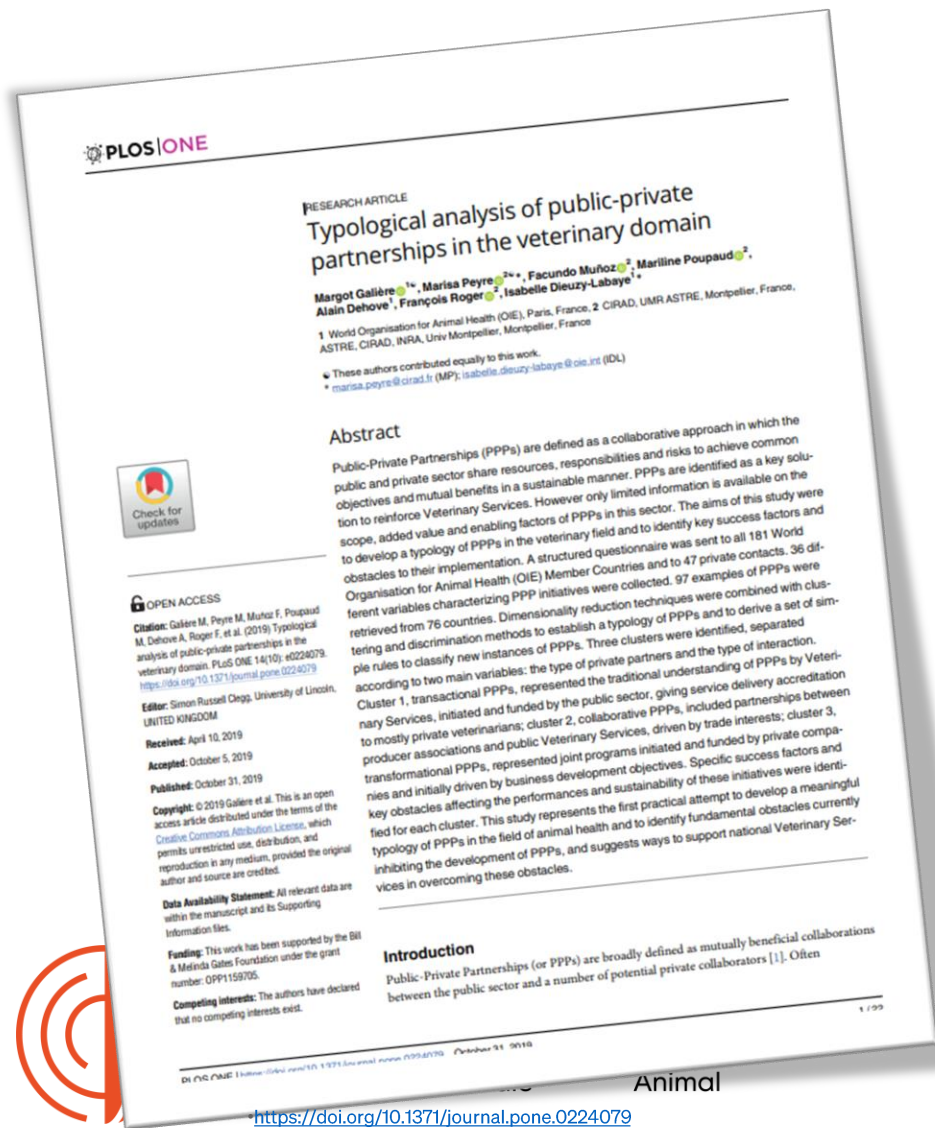 PLOS|ONE
RESEARCH ARTICLE
Typological analysis of public-private
partnerships in the veterinary domain
Margot Galière1☯, Marisa Peyre2☯*, Facundo Muñoz2, Mariline Poupaud2,
Alain Dehove1, François Roger2, Isabelle Dieuzy-Labaye1*
1 World Organisation for Animal Health (OIE), Paris, France, 2 CIRAD, UMR ASTRE, Montpellier, France,
ASTRE, CIRAD, INRA, Univ Montpellier, Montpellier, France
☯ These authors contributed equally to this work.
* marisa.peyre@cirad.fr (MP); isabelle.dieuzy-labaye@oie.int (IDL)
Abstract
Public-Private Partnerships (PPPs) are defined as a collaborative approach in which the
public and private sector share resources, responsibilities and risks to achieve common
objectives and mutual benefits in a sustainable manner. PPPs are identified as a key solu-
tion to reinforce Veterinary Services. However only limited information is available on the
scope, added value and enabling factors of PPPs in this sector. The aims of this study were
to develop a typology of PPPs in the veterinary field and to identify key success factors and
obstacles to their implementation. A structured questionnaire was sent to all 181 World
Organisation for Animal Health (OIE) Member Countries and to 47 private contacts. 36 dif-
ferent variables characterizing PPP initiatives were collected. 97 examples of PPPs were
retrieved from 76 countries. Dimensionality reduction techniques were combined with clus-
tering and discrimination methods to establish a typology of PPPs and to derive a set of sim-
ple rules to classify new instances of PPPs. Three clusters were identified, separated
according to two main variables: the type of private partners and the type of interaction.
Cluster 1, transactional PPPs, represented the traditional understanding of PPPs by Veteri-
nary Services, initiated and funded by the public sector, giving service delivery accreditation
to mostly private veterinarians; cluster 2, collaborative PPPs, included partnerships between
producer associations and public Veterinary Services, driven by trade interests; cluster 3,
transformational PPPs, represented joint programs initiated and funded by private compa-
nies and initially driven by business development objectives. Specific success factors and
key obstacles affecting the performances and sustainability of these initiatives were identi-
fied for each cluster. This study represents the first practical attempt to develop a meaningful
typology of PPPs in the field of animal health and to identify fundamental obstacles currently
inhibiting the development of PPPs, and suggests ways to support national Veterinary Ser-
vices in overcoming these obstacles.
Check for
updates
OPEN ACCESS
Citation: Galière M, Peyre M, Muñoz F, Poupaud
M, Dehove A, Roger F, et al. (2019) Typological
analysis of public-private partnerships in the
veterinary domain. PLoS ONE 14(10): e0224079.
https://doi.org/10.1371/journal.pone.0224079
Editor: Simon Russell Clegg, University of Lincoln,
UNITED KINGDOM
Received: April 10, 2019
Accepted: October 5, 2019
Published: October 31, 2019
Copyright: © 2019 Galière et al. This is an open
access article distributed under the terms of the
Creative Commons Attribution License, which
permits unrestricted use, distribution, and
reproduction in any medium, provided the original
author and source are credited.
Data Availability Statement: All relevant data are
within the manuscript and its Supporting
Information files.
Funding: This work has been supported by the Bill
& Melinda Gates Foundation under the grant
number: OPP1159705.
Competing interests: The authors have declared
that no competing interests exist.
Introduction
Public-Private Partnerships (or PPPs) are broadly defined as mutually beneficial collaborations
between the public sector and a number of potential private collaborators [1]. Often
PLOS ONE | https://doi.org/10.1371/journal.pone.0224079 October 31, 2019
1 / 22
Animal
https://doi.org/10.1371/journal.pone.0224079